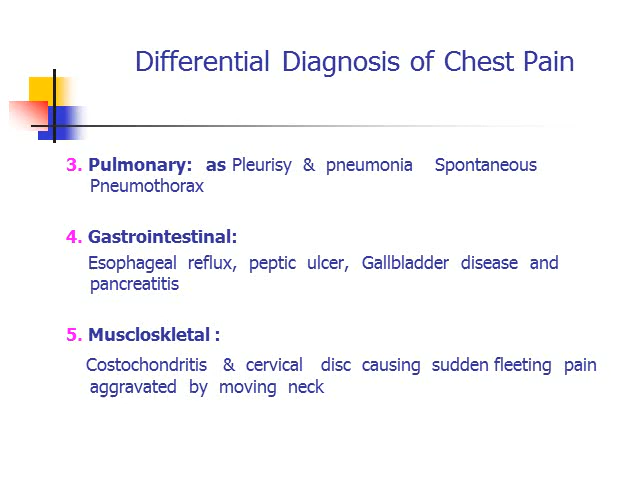 Differential Diagnosis of Chest Pain
3. Pulmonary: as Pleurisy & pneumonia Spontaneous
Pneumothorax
4. Gastrointestinal:
Esophageal reflux, peptic ulcer, Gallbladder disease and
pancreatitis
5. Muscloskletal :
Costochondritis & cervical disc causing sudden fleeting pain
aggravated by moving neck